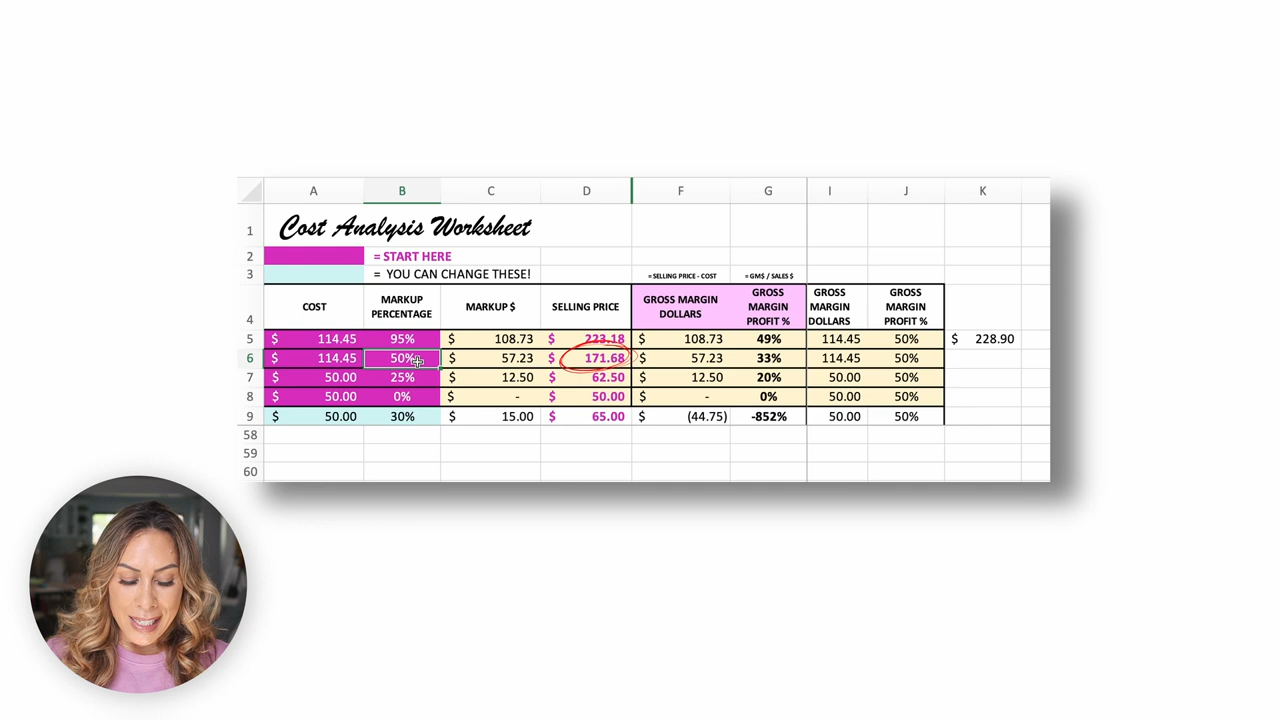 A B C D F G I J K
1 Cost Analysis Worksheet
2 = START HERE
3 = YOU CAN CHANGE THESE! = SELLING PRICE - COST = GM$ / SALES $
4 COST MARKUP PERCENTAGE MARKUP $ SELLING PRICE GROSS MARGIN DOLLARS GROSS MARGIN PROFIT % GROSS MARGIN DOLLARS GROSS MARGIN PROFIT %
5 $ 114.45 95% $ 108.73 $ 223.18 $ 108.73 49% 114.45 50% $ 228.90
6 $ 114.45 50% $ 57.23 $ 171.68 $ 57.23 33% 114.45 50%
7 $ 50.00 25% $ 12.50 $ 62.50 $ 12.50 20% 50.00 50%
8 $ 50.00 0% $ - $ 50.00 $ - 0% 50.00 50%
9 $ 50.00 30% $ 15.00 $ 65.00 $ (44.75) -852% 50.00 50%
58
59
60